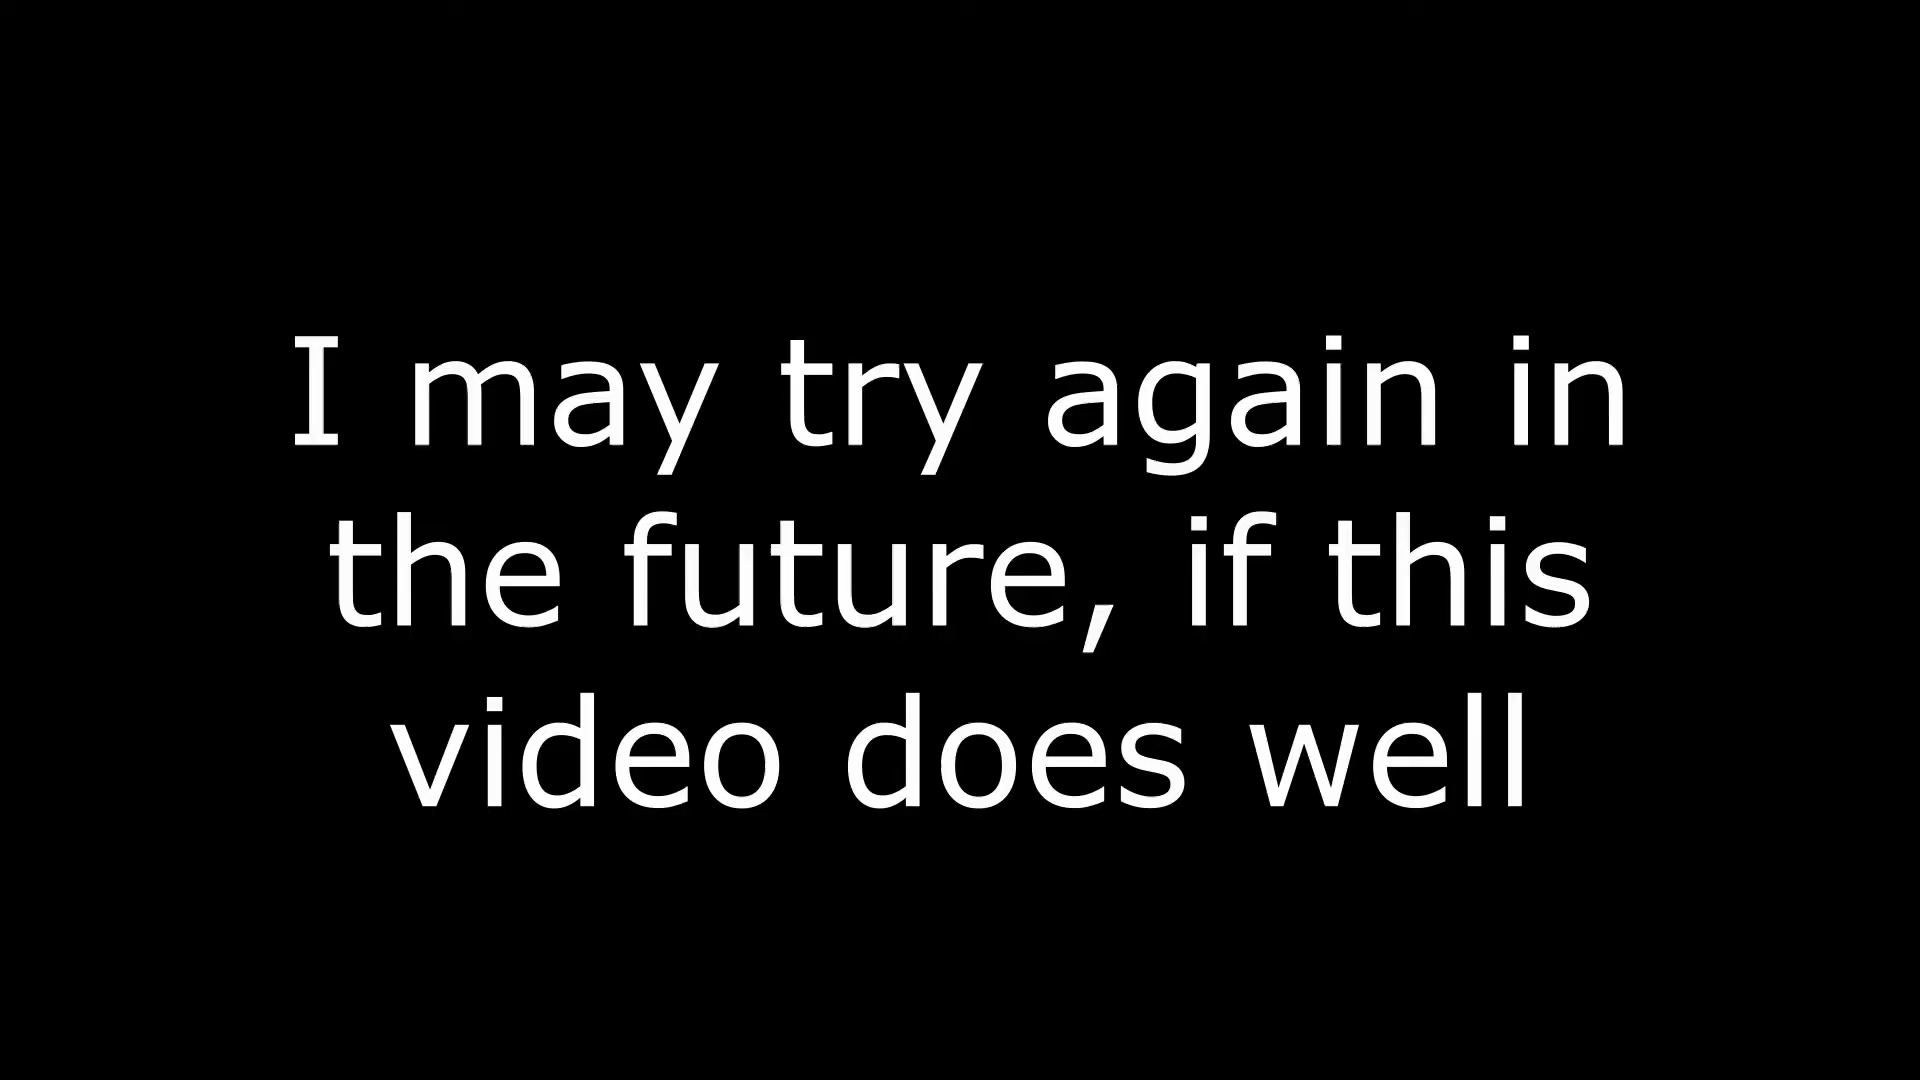 I may try again in
the future, if this
video does well